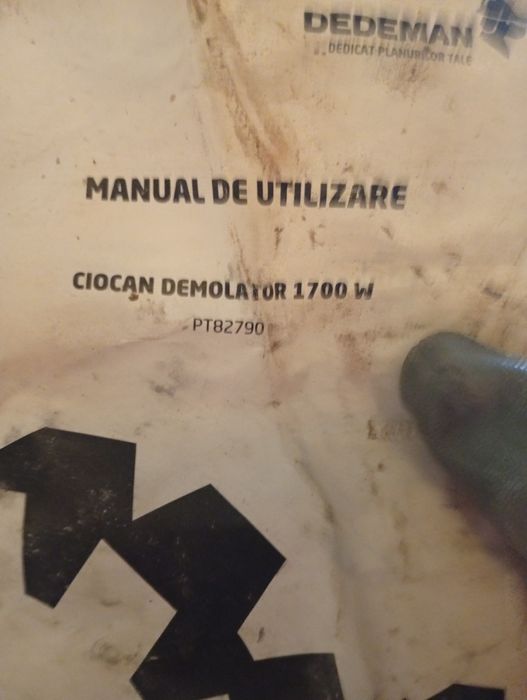 DEDEMAN
DEDICAT PLANURILOR TALE
MANUAL DE UTILIZARE
CIOCAN DEMOLATOR 1700 W
PT82790